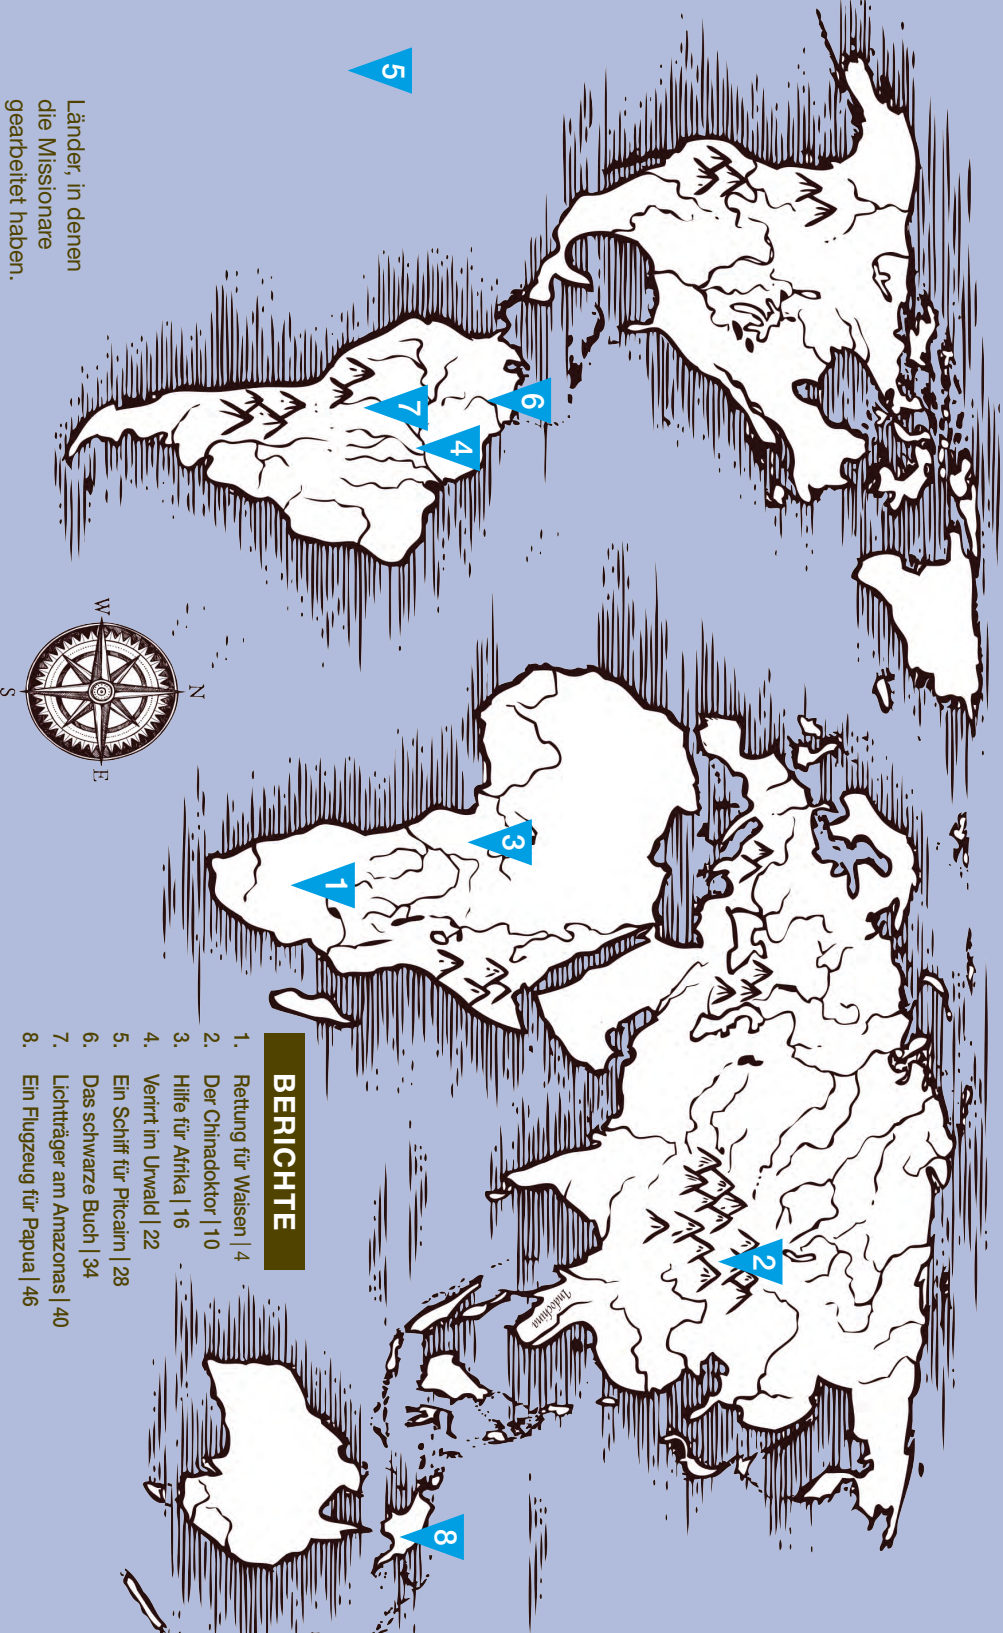 5
6
7
4
3
1
2
8
Indochina
N
W
E
S
Länder, in denen
die Missionare
gearbeitet haben.
BERICHTE
1. Rettung für Waisen | 4
2. Der Chinadoktor | 10
3. Hilfe für Afrika | 16
4. Verirrt im Urwald | 22
5. Ein Schiff für Pitcairn | 28
6. Das schwarze Buch | 34
7. Lichtträger am Amazonas | 40
8. Ein Flugzeug für Papua | 46